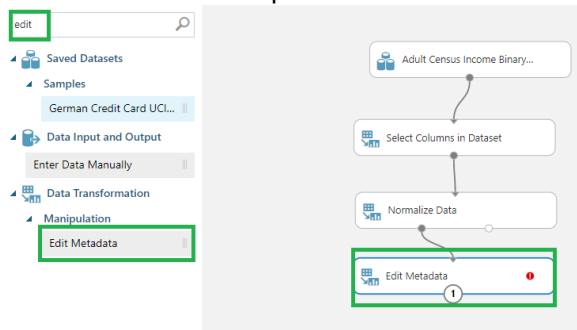 edit
Saved Datasets
Samples
German Credit Card UCI...
Data Input and Output
Enter Data Manually
Data Transformation
Manipulation
Edit Metadata
Adult Census Income Binary...
Select Columns in Dataset
Normalize Data
Edit Metadata
1